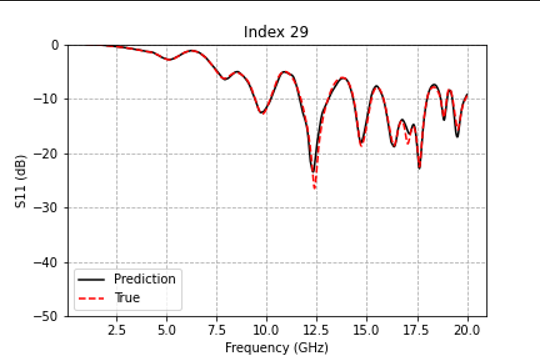 Index 29
S11 (dB)
0
−10
−20
−30
−40
−50
Prediction
True
2.5 5.0 7.5 10.0 12.5 15.0 17.5 20.0
Frequency (GHz)